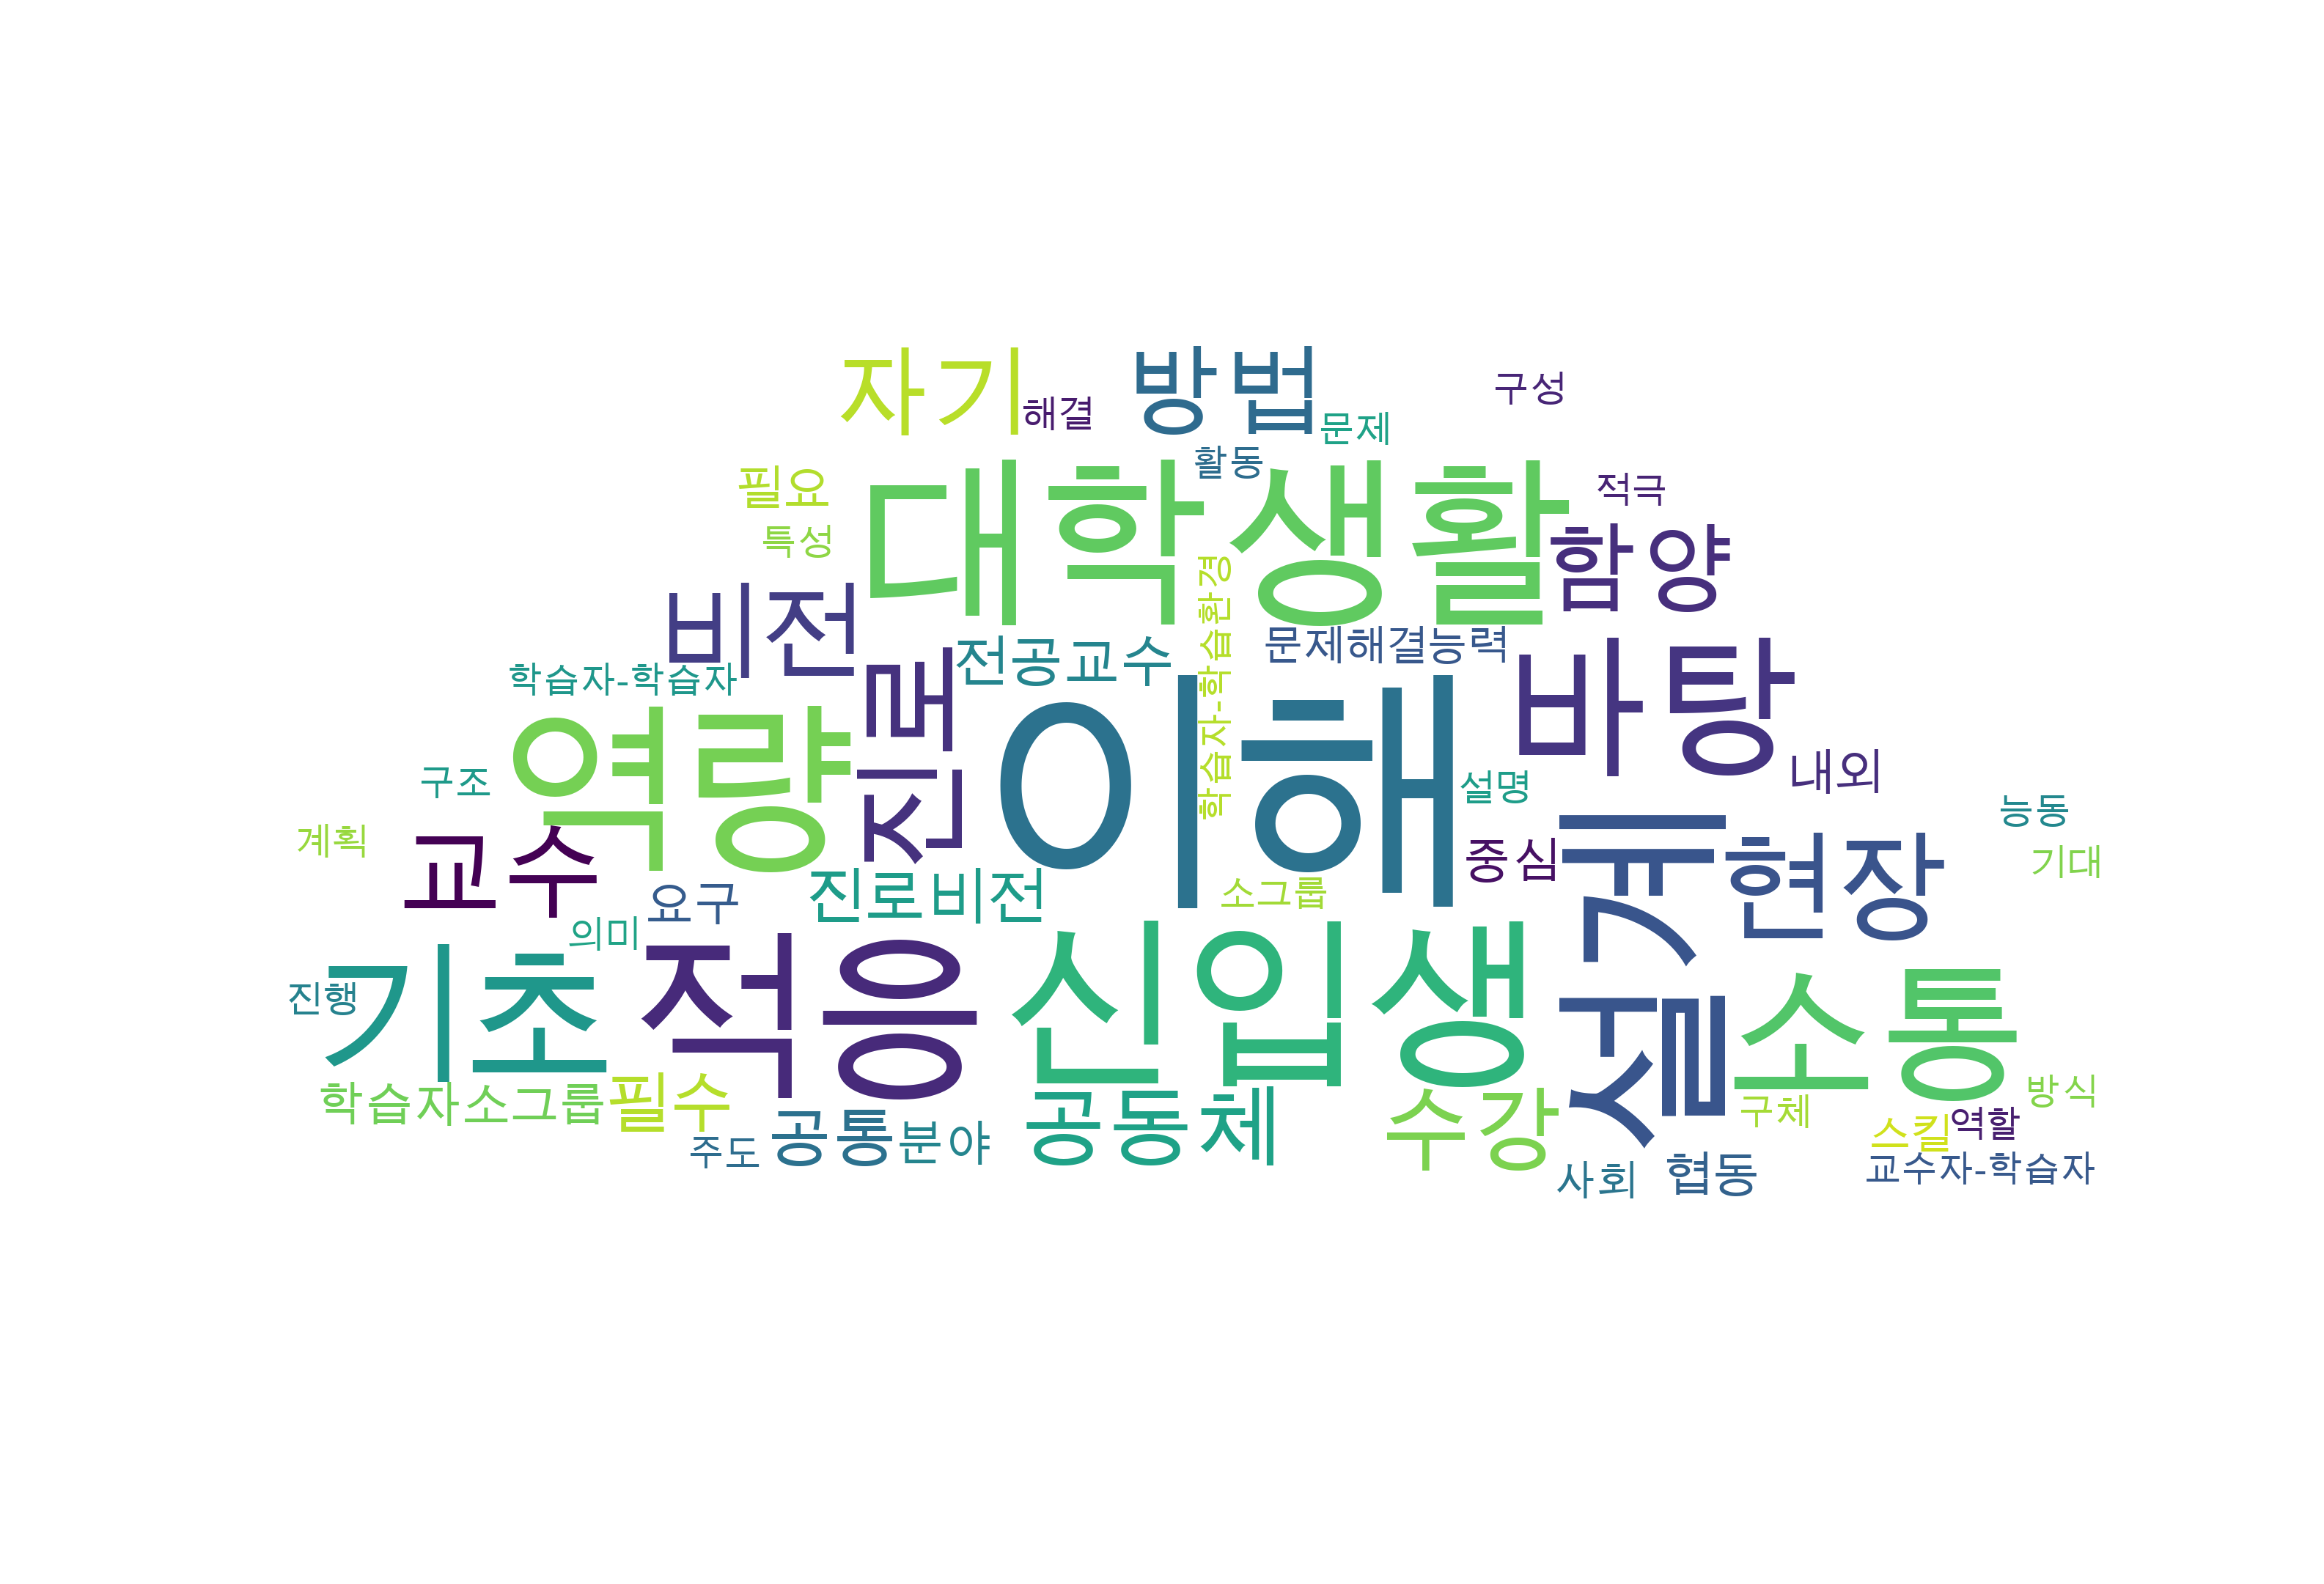 자기
방법
구성
해결
문제
활동
필요
대학생활
적극
특성
함양
비전
학습자-학습환경
전공교수
문제해결능력
바탕
학습자-학습자
진로
이해
역량
구조
설명
내외
능동
계획
교수
중심
설계
현장
기대
요구
진로비전
소그룹
의미
기초
적응
신입생
소통
진행
학습자소그룹
필수
공동체
수강
구체
방식
주도
공통
분야
스킬
역할
사회
협동
교수자-학습자